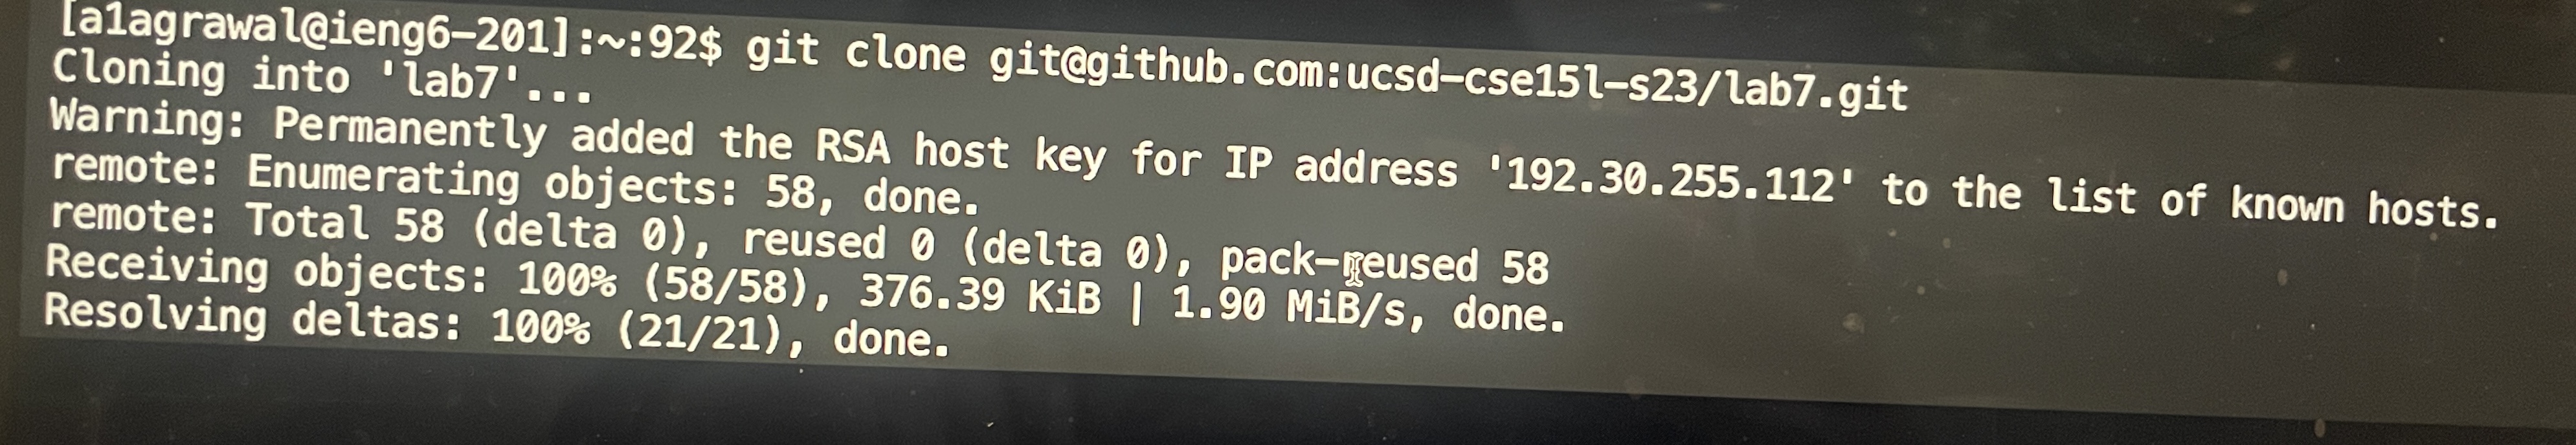 [a1agrawal@ieng6-201]:~:92$ git clone git@github.com:ucsd-cse15l-s23/lab7.git
Cloning into 'lab7'...
Warning: Permanently added the RSA host key for IP address '192.30.255.112' to the list of known hosts.
remote: Enumerating objects: 58, done.
remote: Total 58 (delta 0), reused 0 (delta 0), pack-reused 58
Receiving objects: 100% (58/58), 376.39 KiB | 1.90 MiB/s, done.
Resolving deltas: 100% (21/21), done.